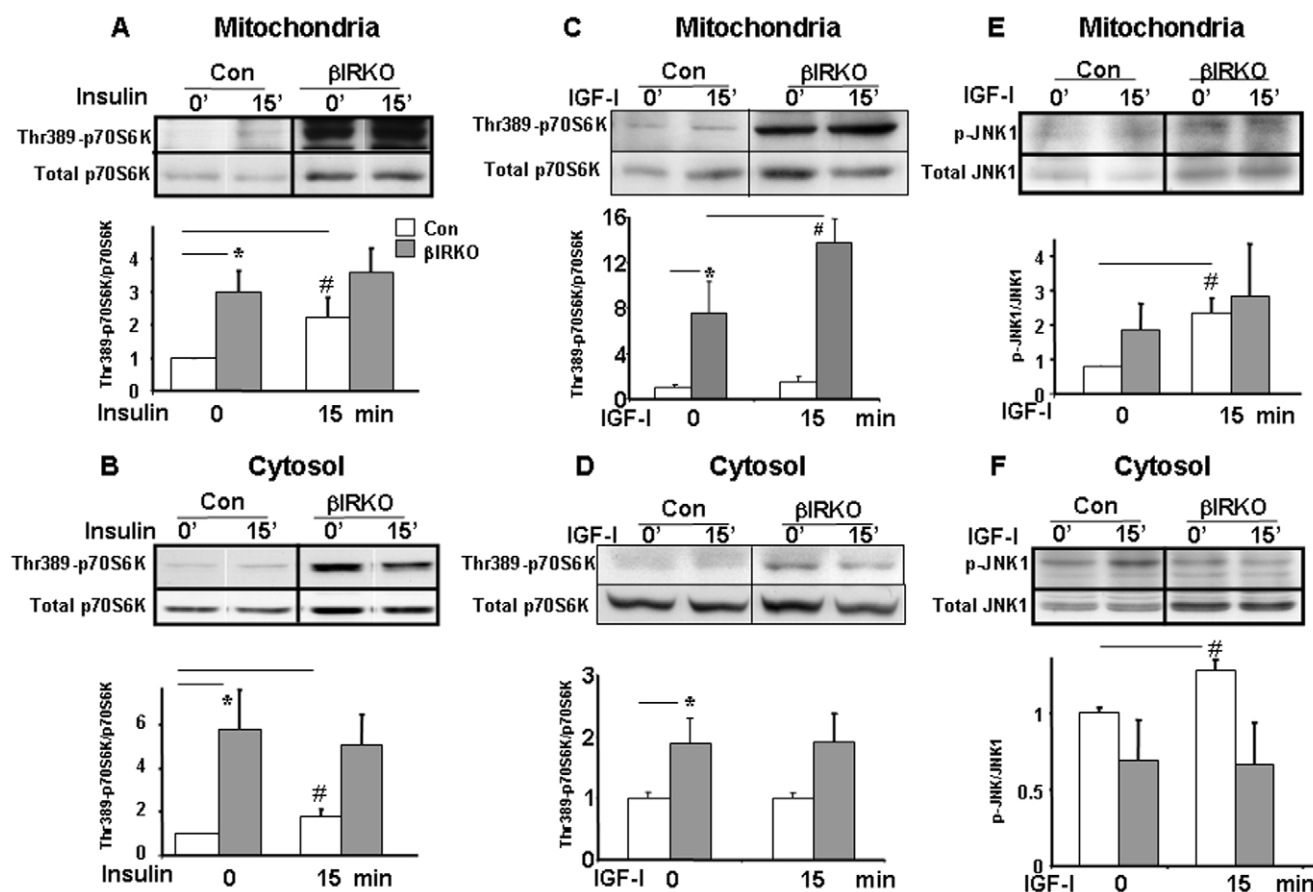 A Mitochondria
Con βIRKO
Insulin 0’ 15’ 0’ 15’
Thr389-p70S6K
Total p70S6K
Con
βIRKO
Thr389-p70S6K/p70S6K
4
3
2
1
0
*
#
Insulin 0 15 min
C Mitochondria
Con βIRKO
IGF-I 0’ 15’ 0’ 15’
Thr389-p70S6K
Total p70S6K
Thr389-p70S6K/p70S6K
16
12
8
4
0
*
#
IGF-I 0 15 min
E Mitochondria
Con βIRKO
IGF-I 0’ 15’ 0’ 15’
p-JNK1
Total JNK1
p-JNK1/JNK1
4
3
2
1
0
#
IGF-I 0 15 min
B Cytosol
Con βIRKO
Insulin 0’ 15’ 0’ 15’
Thr389-p70S6K
Total p70S6K
Thr389-p70S6K/p70S6K
6
4
2
0
*
#
Insulin 0 15 min
D Cytosol
Con βIRKO
IGF-I 0’ 15’ 0’ 15’
Thr389-p70S6K
Total p70S6K
Thr389-p70S6K/p70S6K
3
2
1
0
*
IGF-I 0 15 min
F Cytosol
Con βIRKO
IGF-I 0’ 15’ 0’ 15’
p-JNK1
Total JNK1
p-JNK/JNK1
1
0.5
0
#
IGF-I 0 15 min